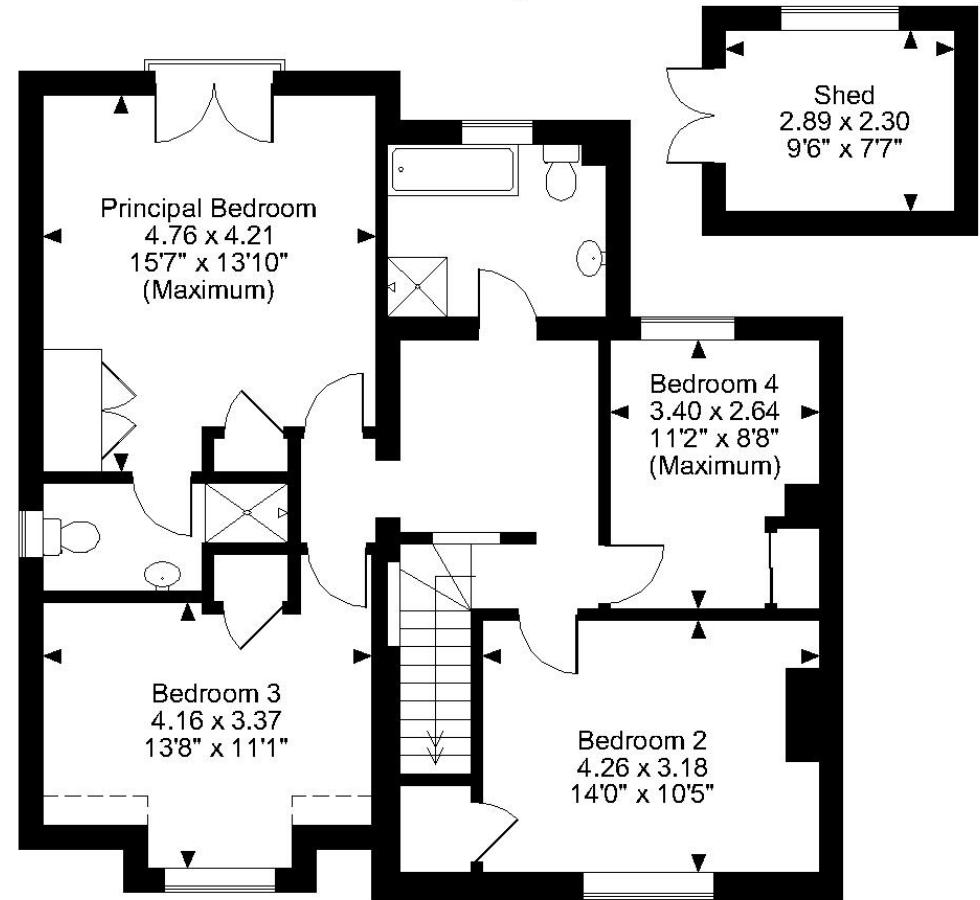 Shed
2.89 x 2.30
9'6" x 7'7"
Principal Bedroom
4.76 x 4.21
15'7" x 13'10"
(Maximum)
Bedroom 4
3.40 x 2.64
11'2" x 8'8"
(Maximum)
Bedroom 3
4.16 x 3.37
13'8" x 11'1"
Bedroom 2
4.26 x 3.18
14'0" x 10'5"